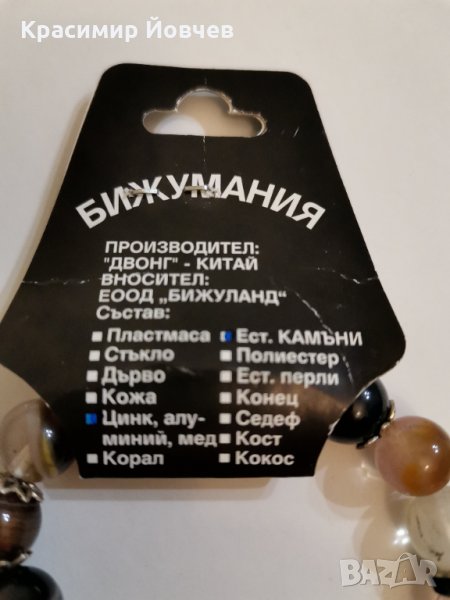 Красимир Йовчев
БИЖУМАНИЯ
ПРОИЗВОДИТЕЛ:
"ДВОНГ" - КИТАЙ
ВНОСИТЕЛ:
ЕООД „БИЖУЛАНД“
Състав:
Пластмаса Ест. КАМЪНИ
Стъкло Полиестер
Дърво Ест. перли
Кожа Конец
Цинк, алу- Седеф
миний, мед Кост
Корал Кокос
BAZAR